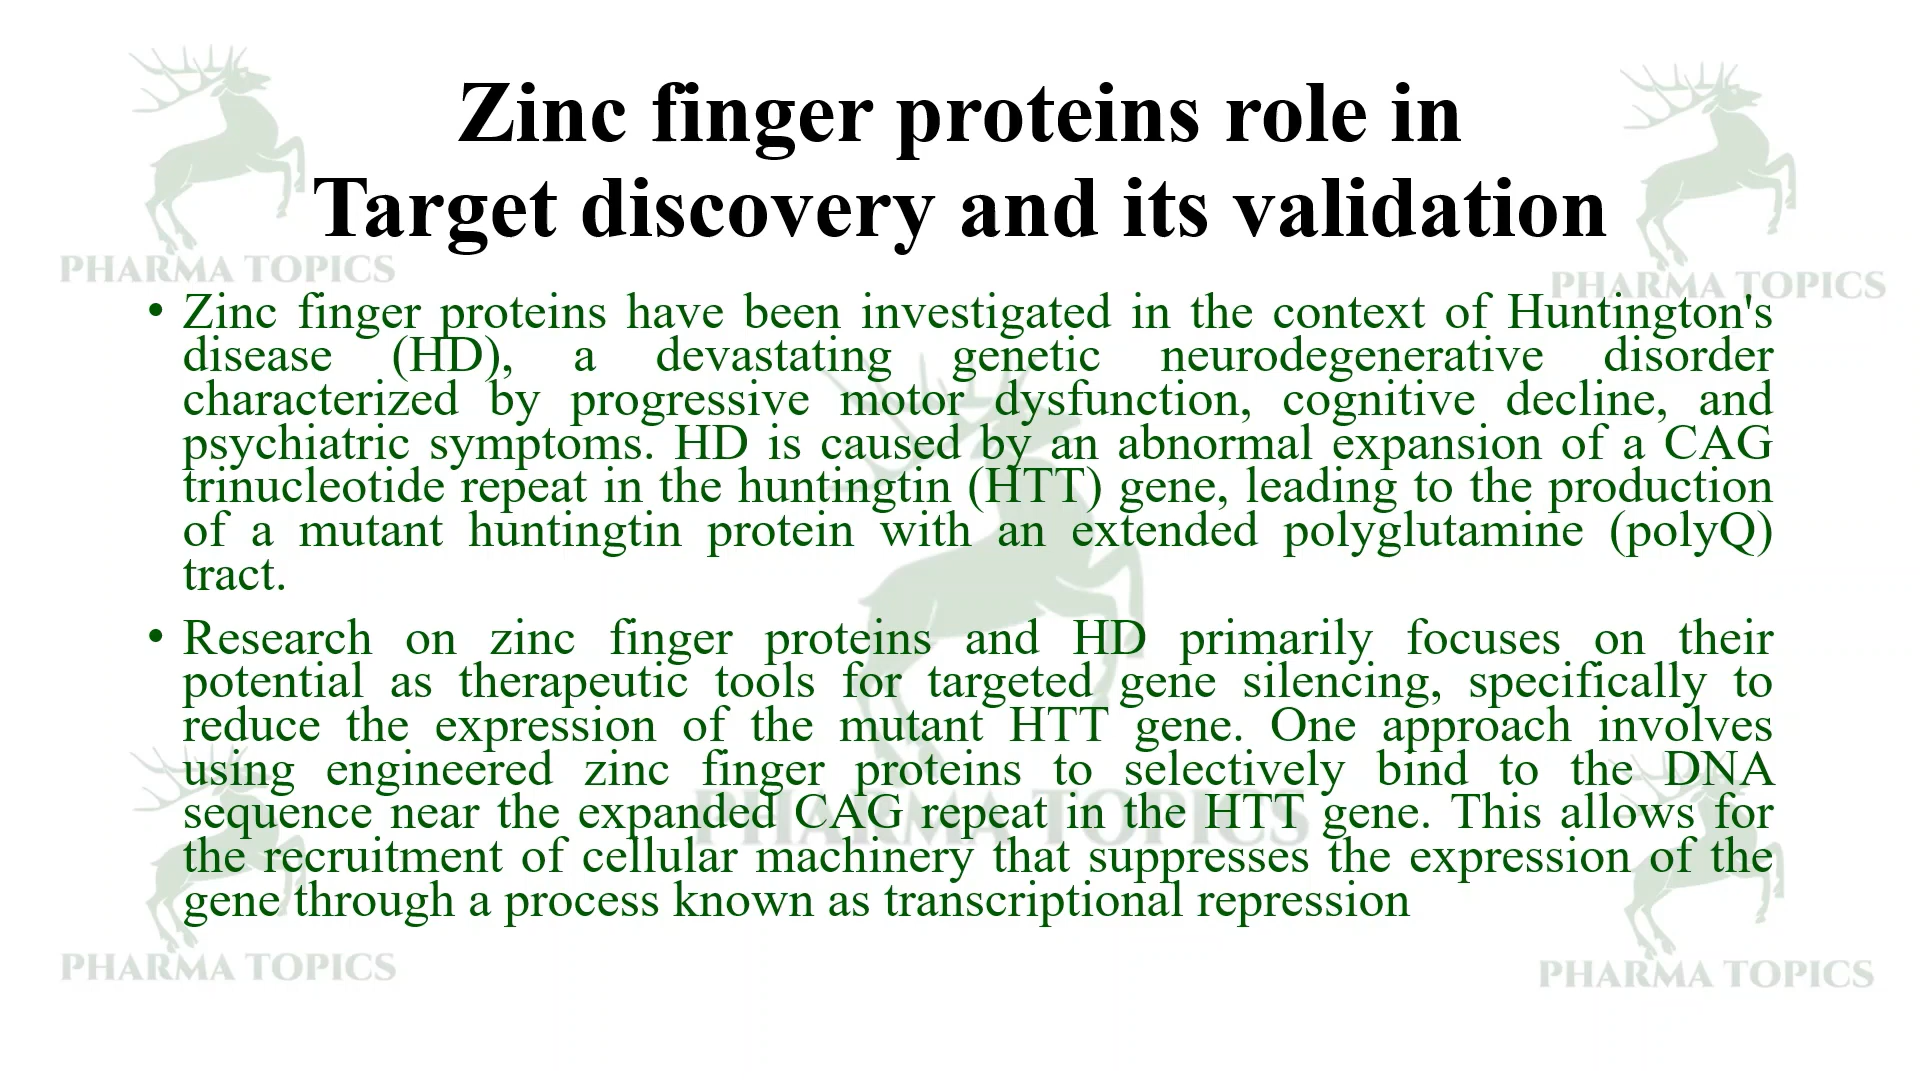 Zinc finger proteins role in
Target discovery and its validation
PHARMA TOPICS
PHARMA TOPICS
• Zinc finger proteins have been investigated in the context of Huntington's
disease (HD), a devastating genetic neurodegenerative disorder
characterized by progressive motor dysfunction, cognitive decline, and
psychiatric symptoms. HD is caused by an abnormal expansion of a CAG
trinucleotide repeat in the huntingtin (HTT) gene, leading to the production
of a mutant huntingtin protein with an extended polyglutamine (polyQ)
tract.
• Research on zinc finger proteins and HD primarily focuses on their
potential as therapeutic tools for targeted gene silencing, specifically to
reduce the expression of the mutant HTT gene. One approach involves
using engineered zinc finger proteins to selectively bind to the DNA
sequence near the expanded CAG repeat in the HTT gene. This allows for
the recruitment of cellular machinery that suppresses the expression of the
gene through a process known as transcriptional repression
PHARMA TOPICS
PHARMA TOPICS
PHARMA TOPICS